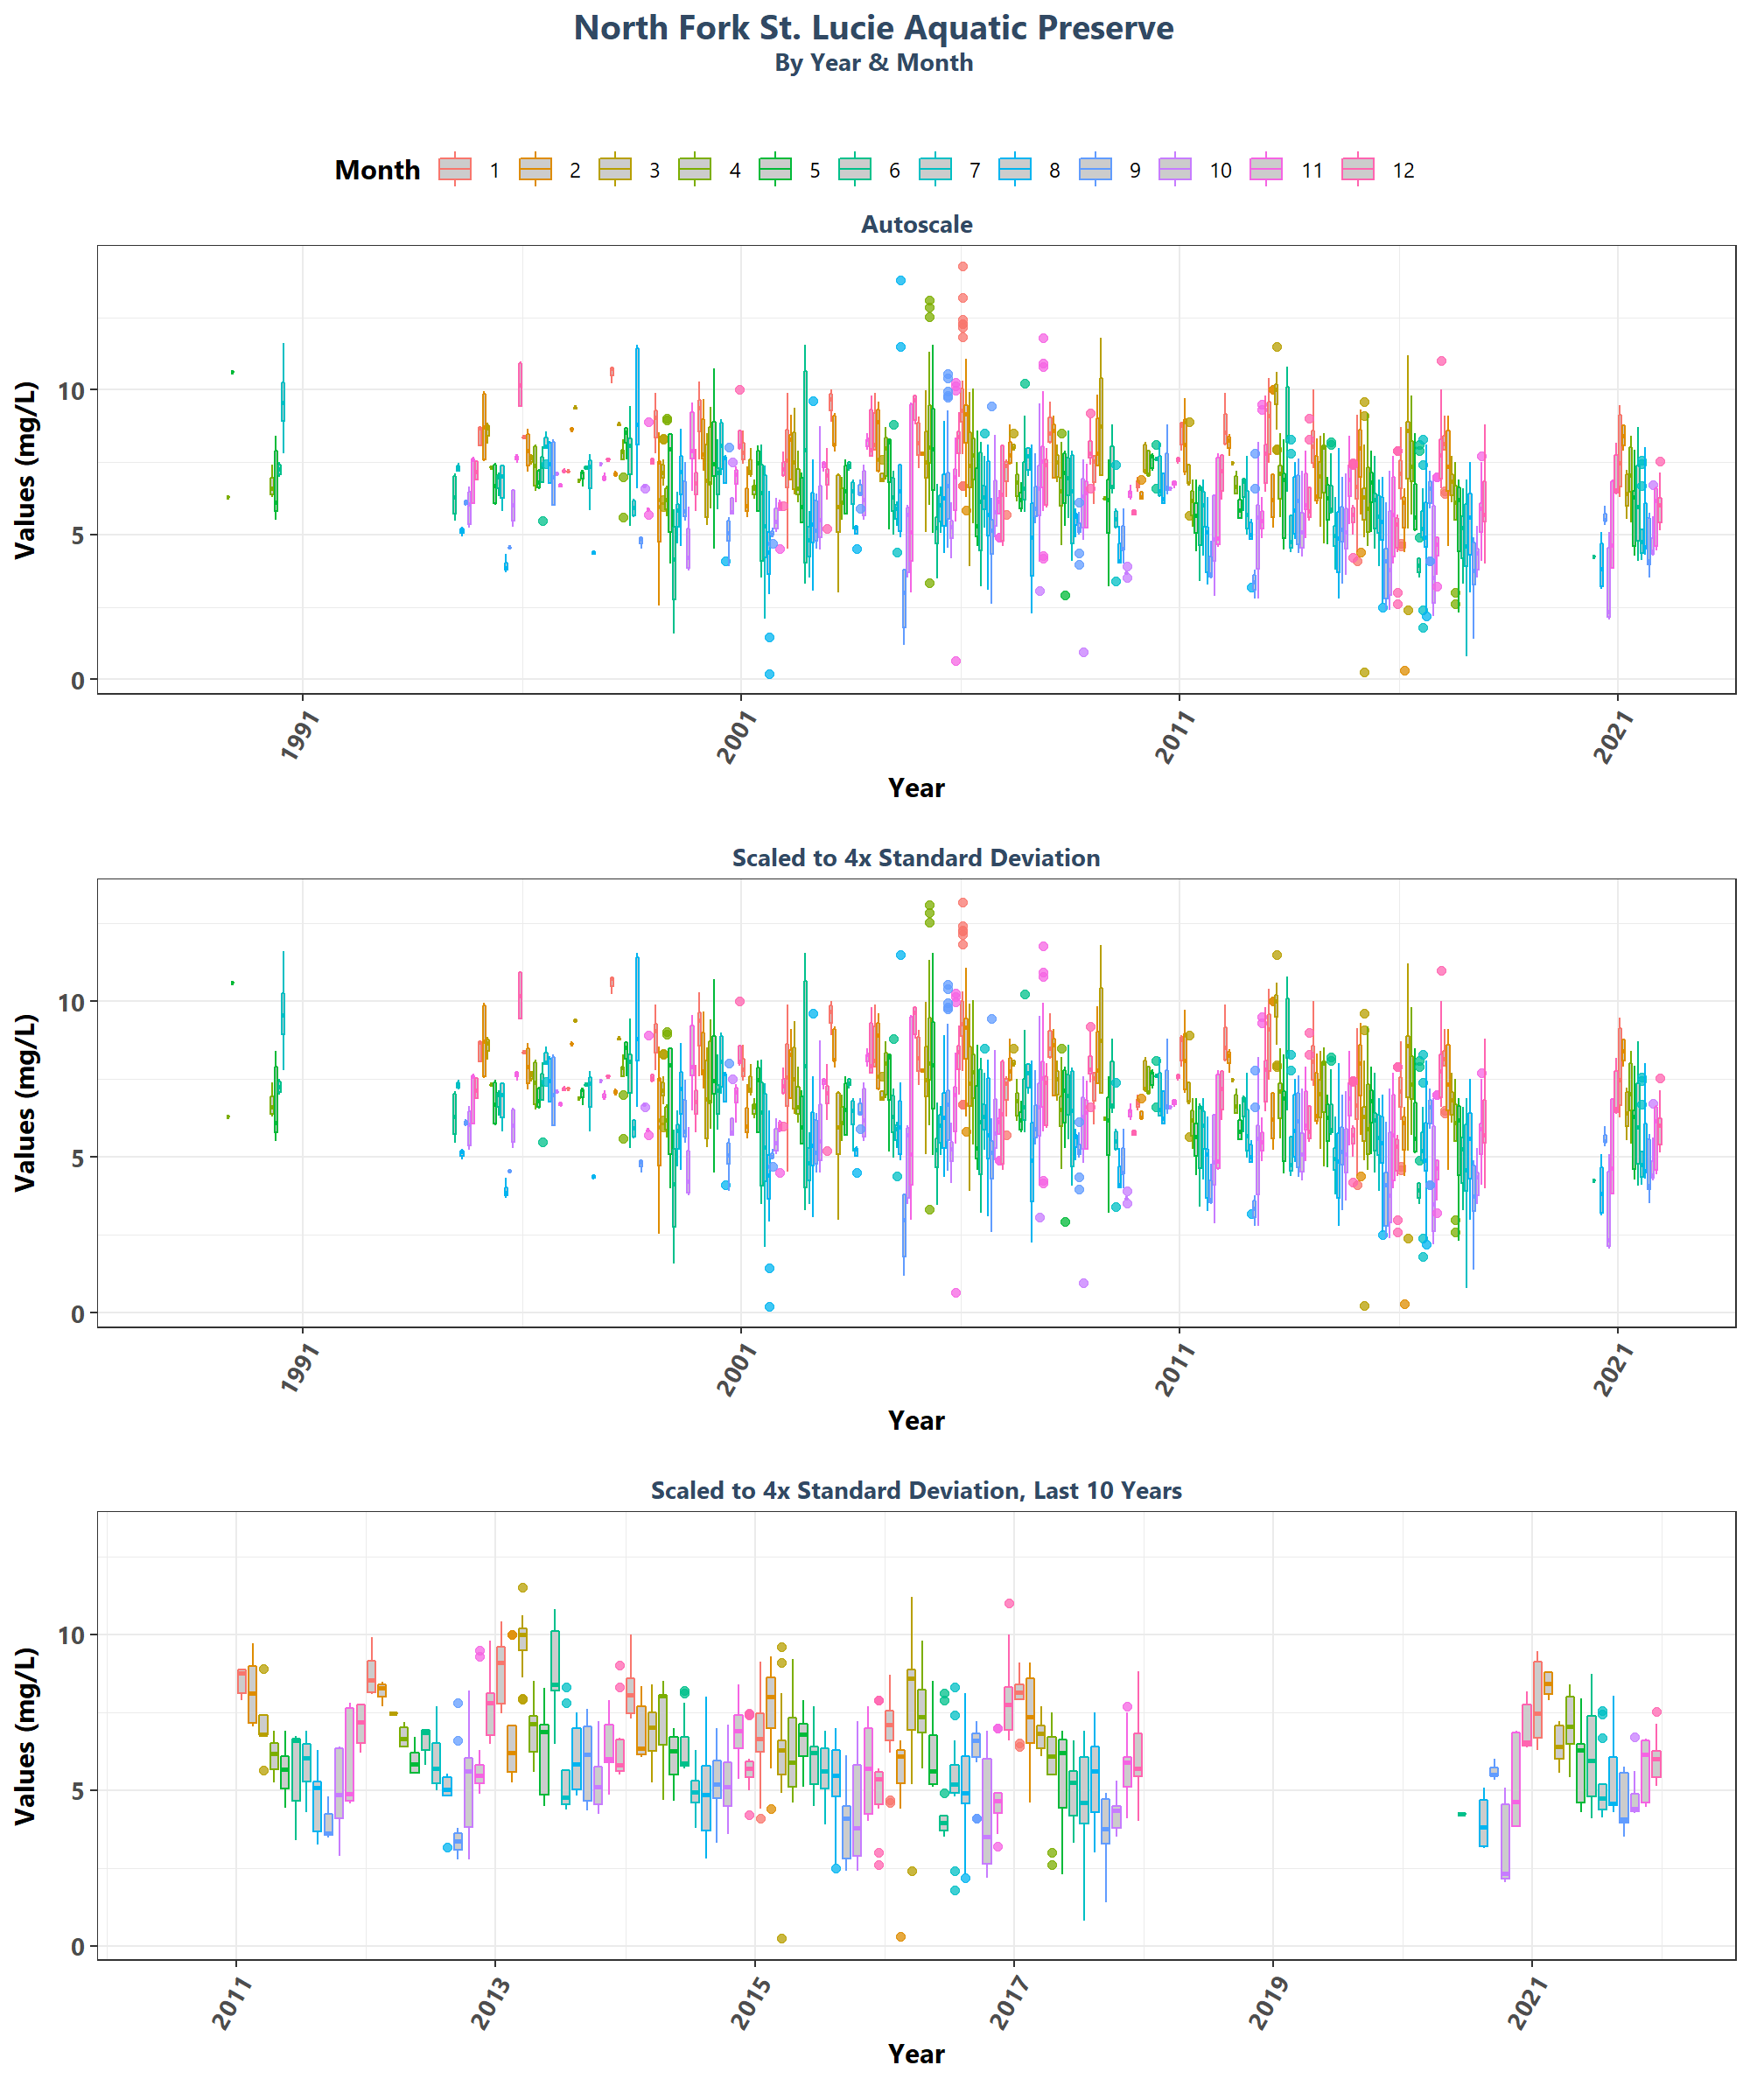 North Fork St. Lucie Aquatic Preserve
By Year & Month
Month 1 2 3 4 5 6 7 8 9 10 11 12
Autoscale
Values (mg/L)
10
5
0
1991 2001 2011 2021
Year
Scaled to 4x Standard Deviation
Values (mg/L)
10
5
0
1991 2001 2011 2021
Year
Scaled to 4x Standard Deviation, Last 10 Years
Values (mg/L)
10
5
0
2011 2013 2015 2017 2019 2021
Year